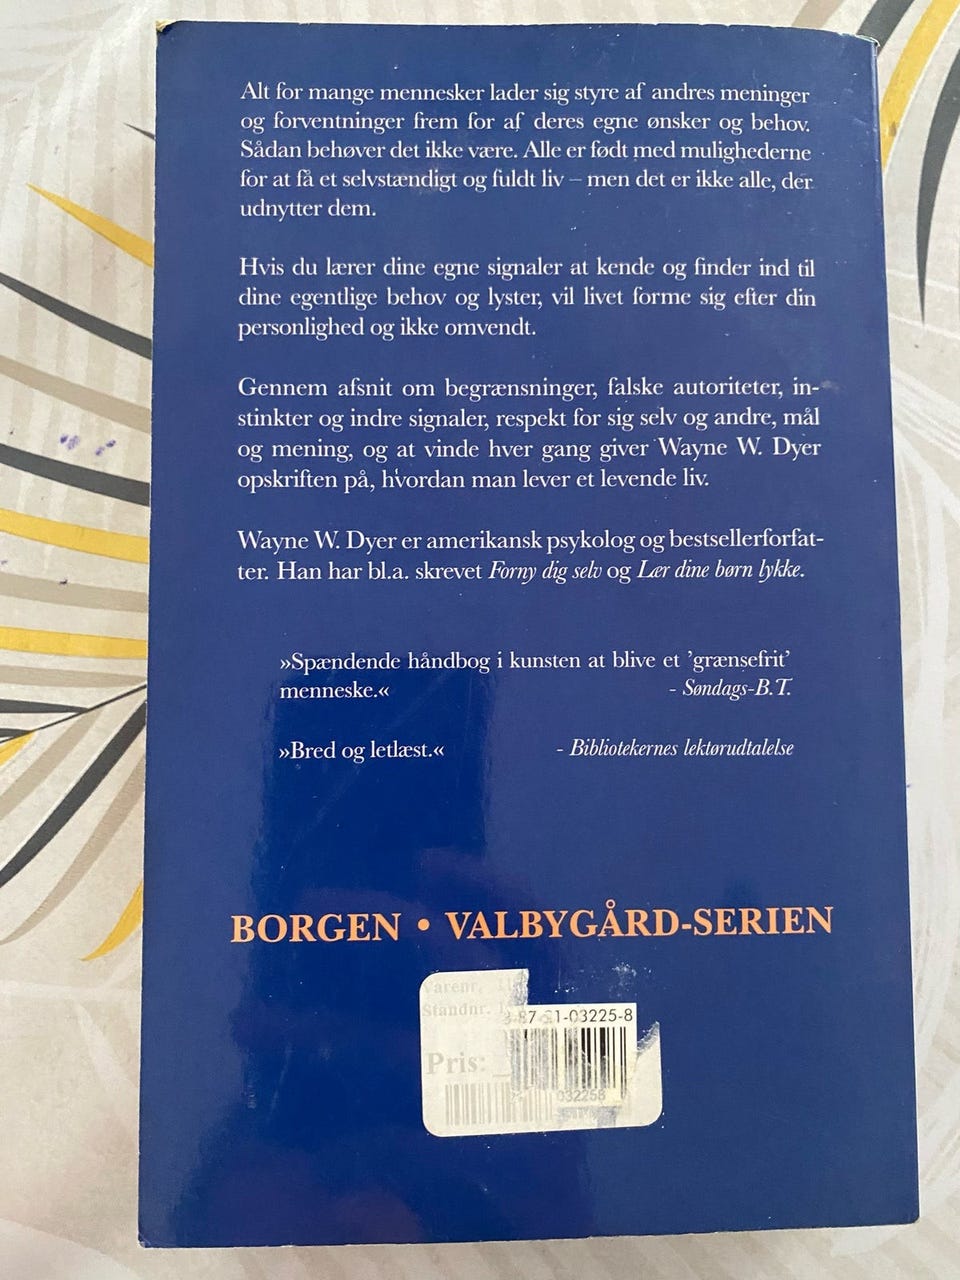 Alt for mange mennesker lader sig styre af andres meninger
og forventninger frem for af deres egne ønsker og behov.
Sådan behøver det ikke være. Alle er født med mulighederne
for at få et selvstændigt og fuldt liv – men det er ikke alle, der
udnytter dem.
Hvis du lærer dine egne signaler at kende og finder ind til
dine egentlige behov og lyster, vil livet forme sig efter din
personlighed og ikke omvendt.
Gennem afsnit om begrænsninger, falske autoriteter, in-
stinkter og indre signaler, respekt for sig selv og andre, mål
og mening, og at vinde hver gang giver Wayne W. Dyer
opskriften på, hvordan man lever et levende liv.
Wayne W. Dyer er amerikansk psykolog og bestsellerforfat-
ter. Han har bl.a. skrevet Forny dig selv og Lær dine børn lykke.
»Spændende håndbog i kunsten at blive et ’grænsefrit’
menneske.« - Søndags-B.T.
»Bred og letlæst.« - Bibliotekernes lektørudtalelse
BORGEN • VALBYGÅRD-SERIEN
Varenr.
Standnr.
-03225-8
Pris:
032258